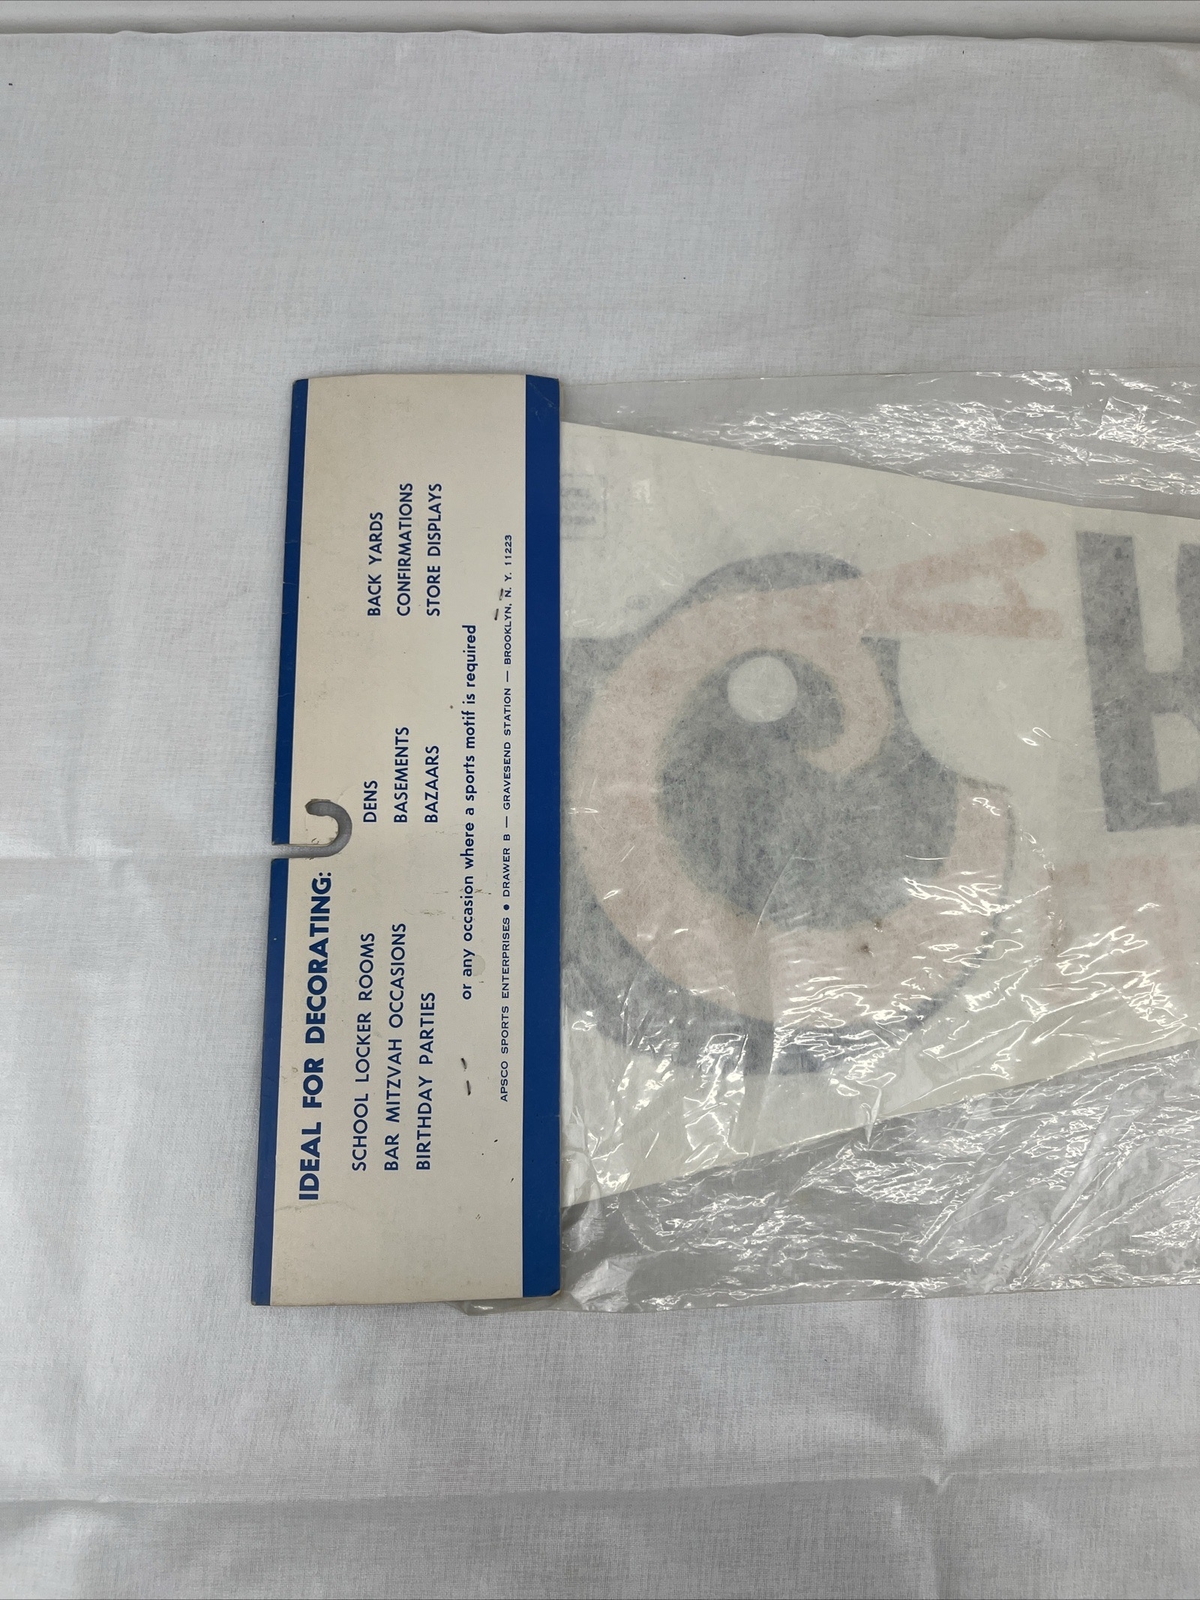 IDEAL FOR DECORATING:
SCHOOL LOCKER ROOMS DENS BACK YARDS
BAR MITZVAH OCCASIONS BASEMENTS CONFIRMATIONS
BIRTHDAY PARTIES BAZAARS STORE DISPLAYS
or any occasion where a sports motif is required
APSCO SPORTS ENTERPRISES ● DRAWER B — GRAVESEND STATION — BROOKLYN, N. Y. 11223